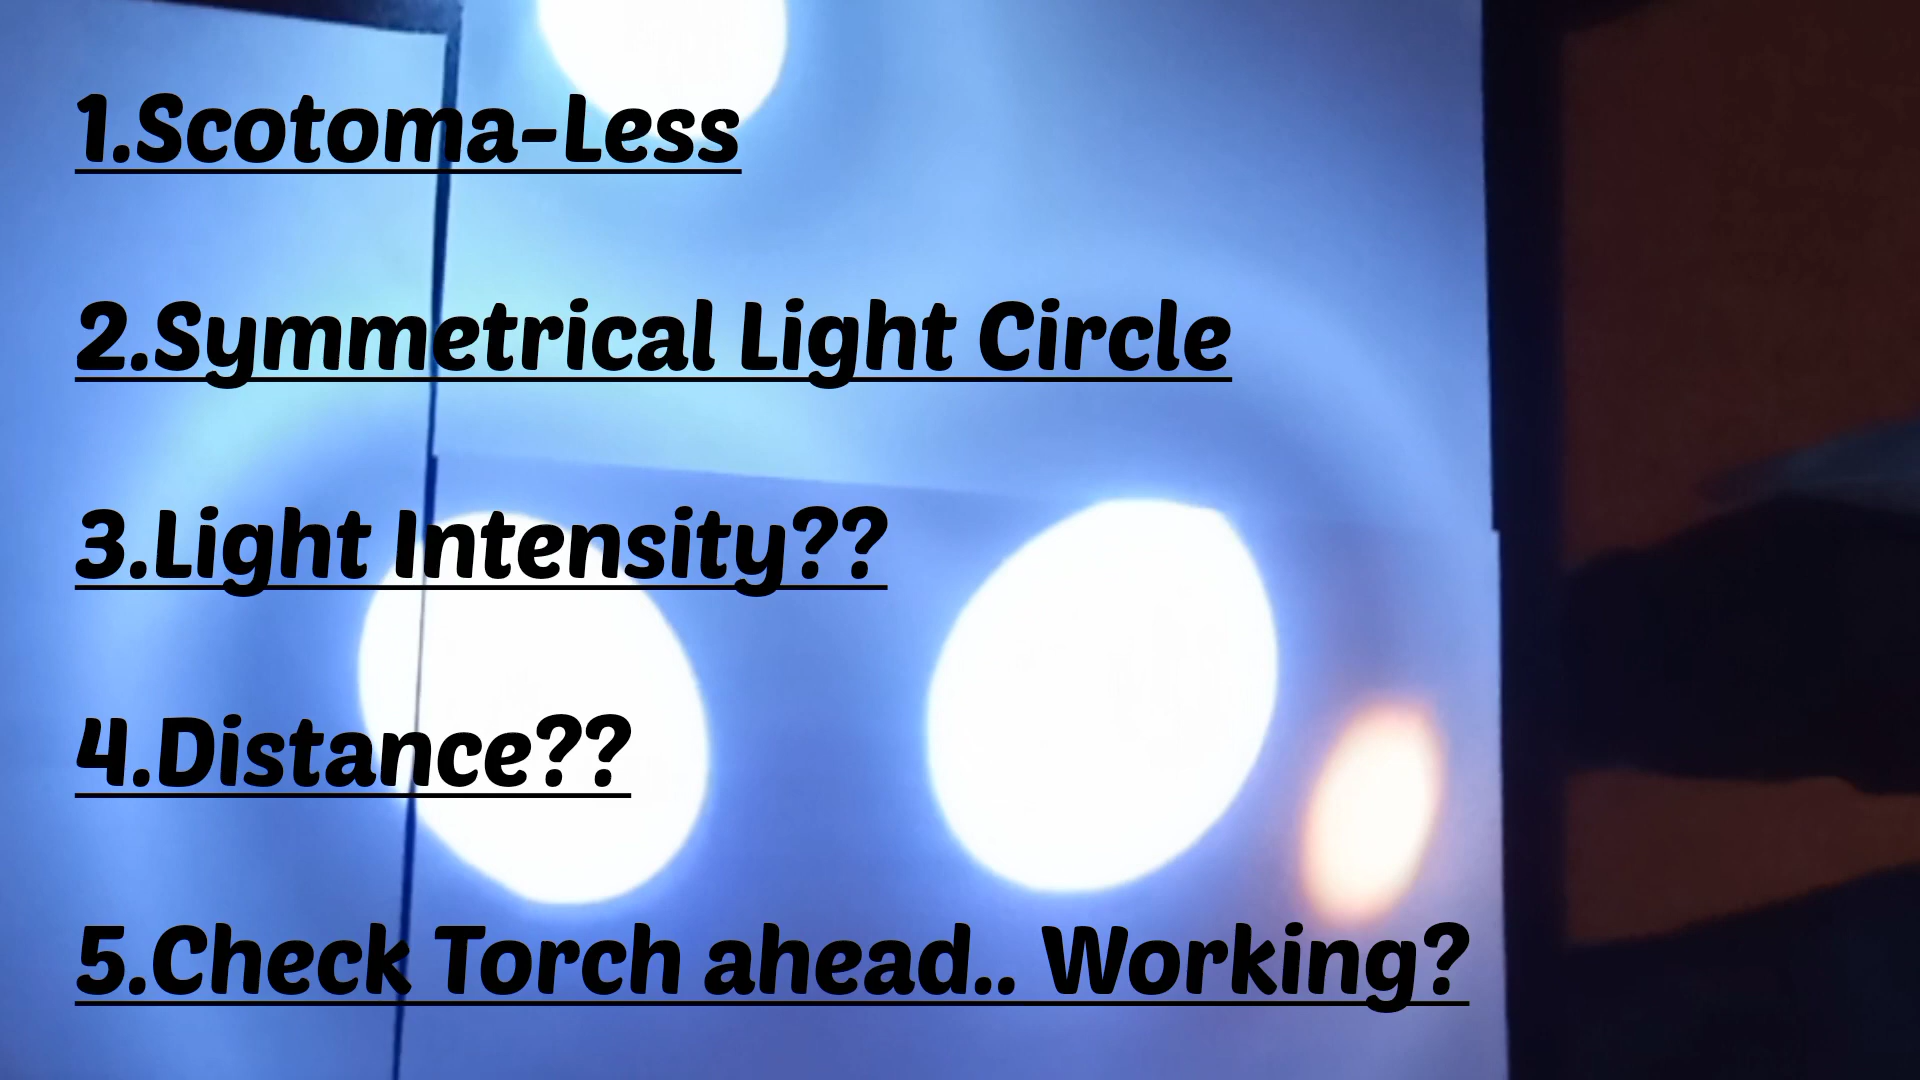 1.Scotoma-Less
2.Symmetrical Light Circle
3.Light Intensity??
4.Distance??
5.Check Torch ahead.. Working?